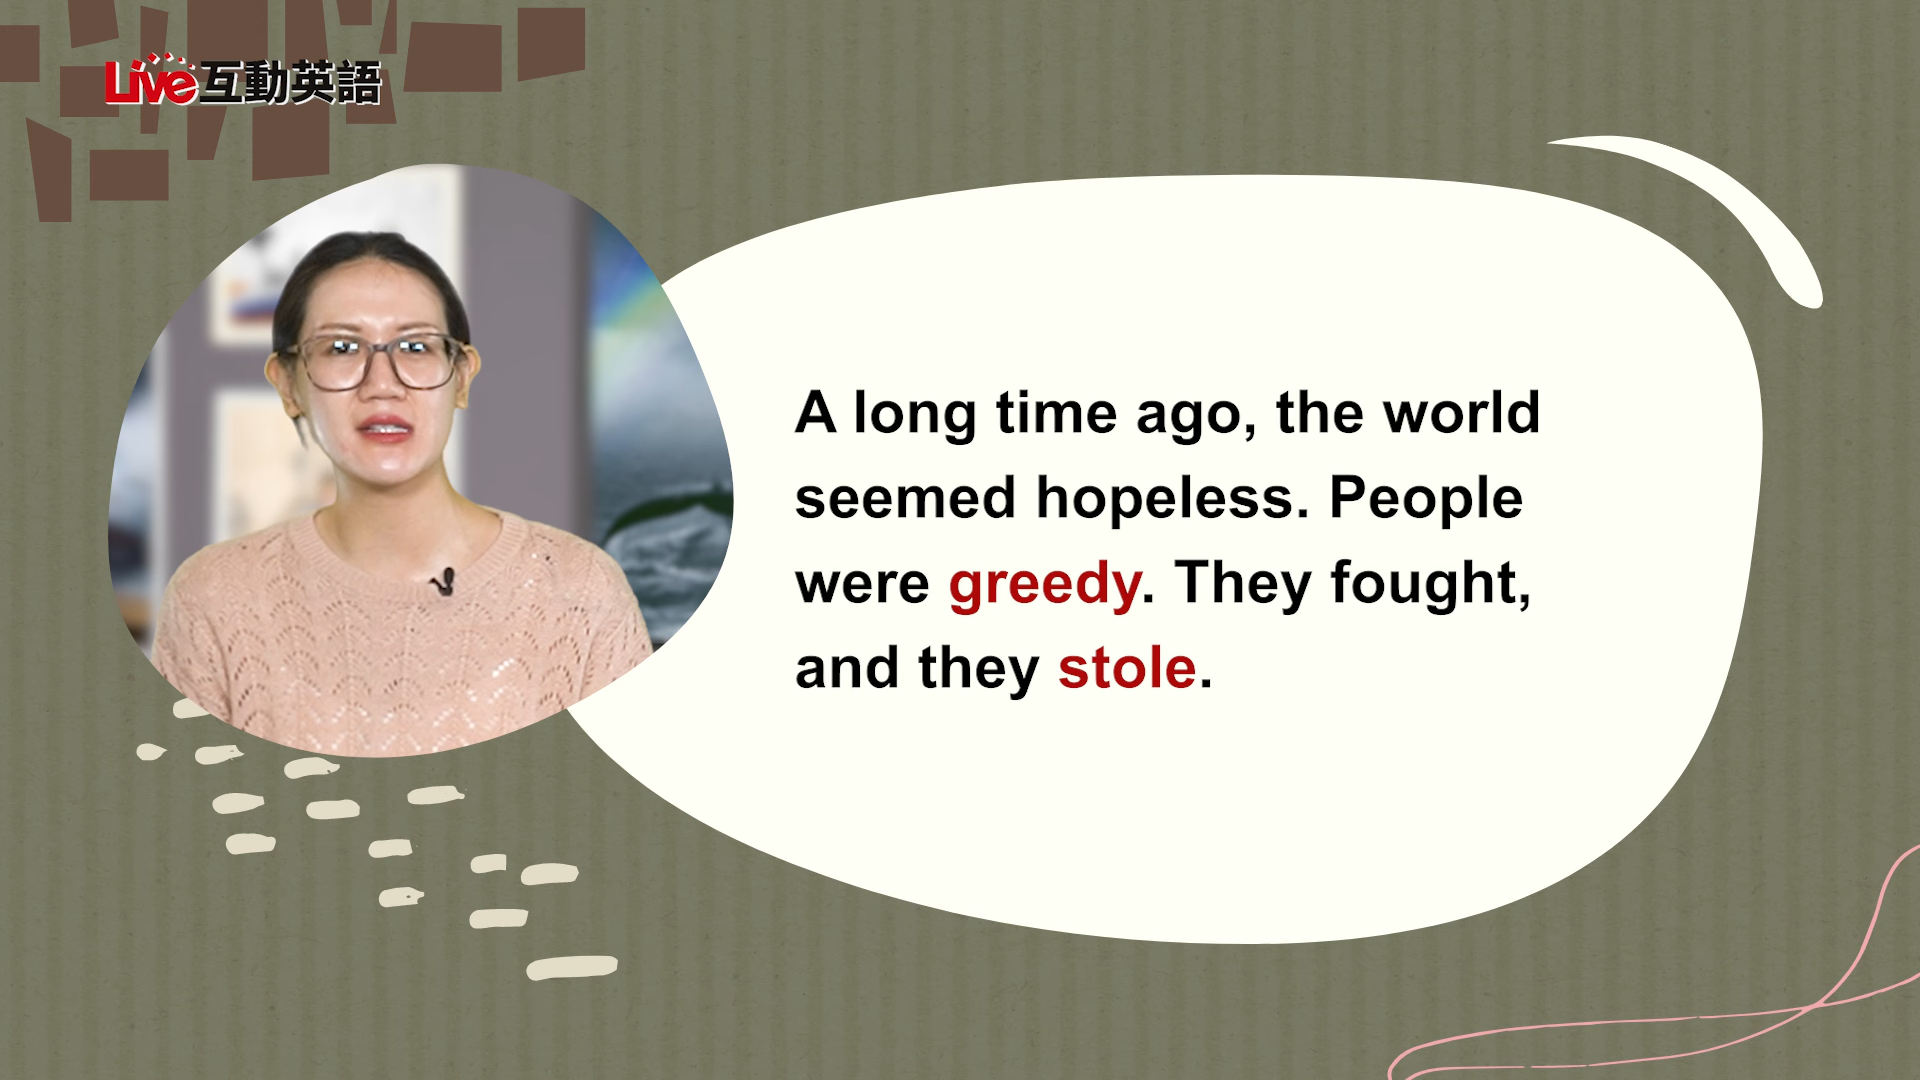 Live互動英語
A long time ago, the world
seemed hopeless. People
were greedy. They fought,
and they stole.